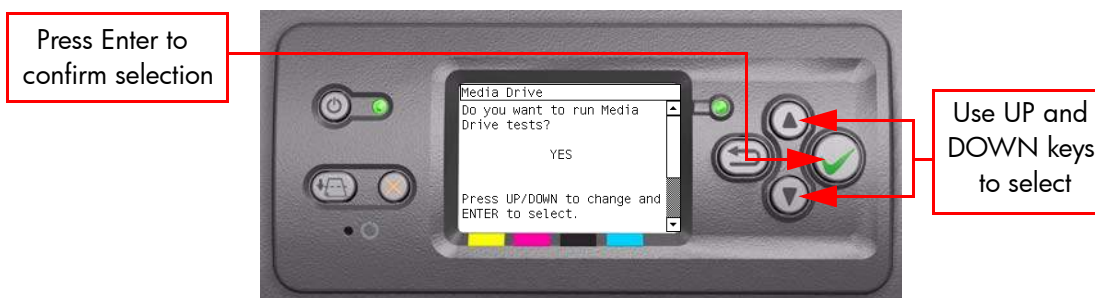 Press Enter to
confirm selection
Media Drive
Do you want to run Media
Drive tests?
YES
Press UP/DOWN to change and
ENTER to select.
Use UP and
DOWN keys
to select